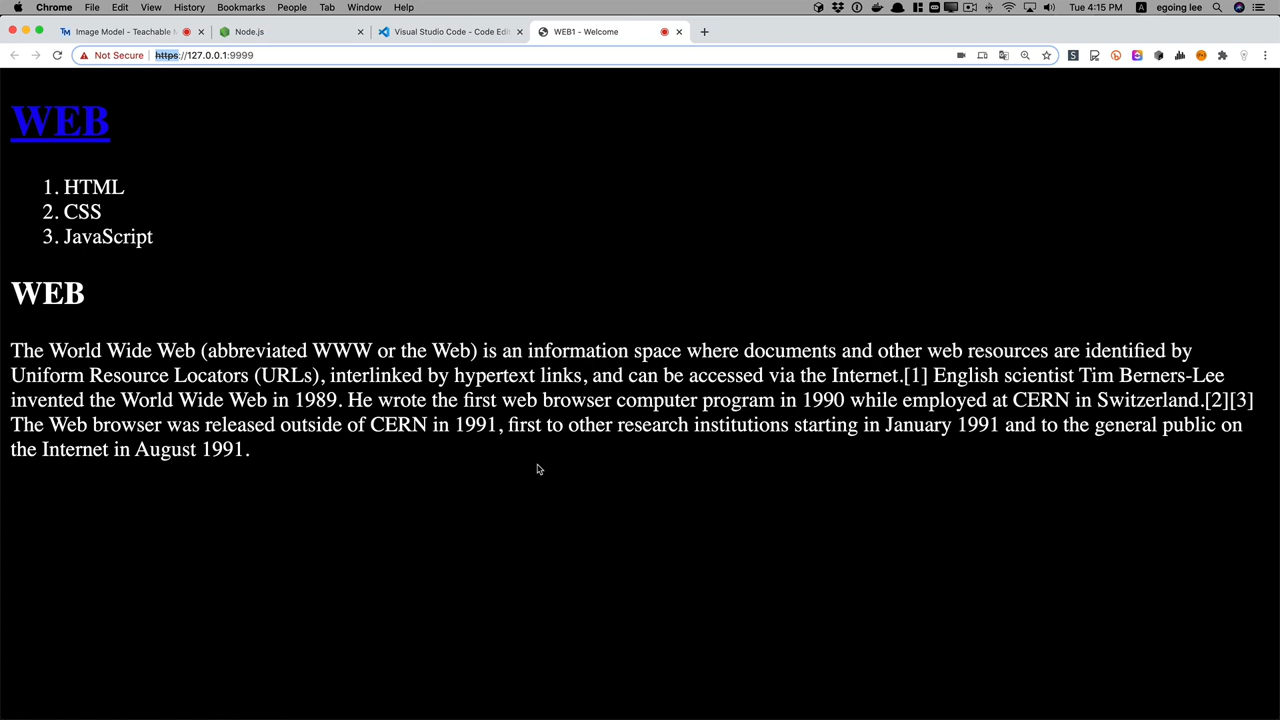 Chrome File Edit View History Bookmarks People Tab Window Help Tue 4:15 PM A egoing lee
TM Image Model - Teachable Node.js Visual Studio Code - Code Edit WEB1 - Welcome
Not Secure https://127.0.0.1:9999
WEB
1. HTML
2. CSS
3. JavaScript
WEB
The World Wide Web (abbreviated WWW or the Web) is an information space where documents and other web resources are identified by
Uniform Resource Locators (URLs), interlinked by hypertext links, and can be accessed via the Internet.[1] English scientist Tim Berners-Lee
invented the World Wide Web in 1989. He wrote the first web browser computer program in 1990 while employed at CERN in Switzerland.[2][3]
The Web browser was released outside of CERN in 1991, first to other research institutions starting in January 1991 and to the general public on
the Internet in August 1991.